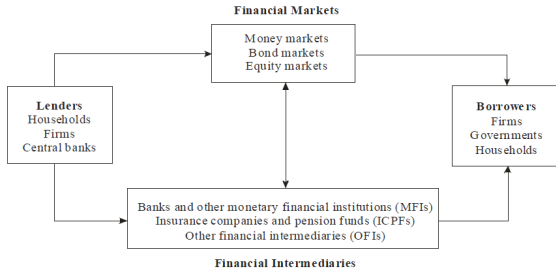 Financial Markets
Money markets
Bond markets
Equity markets
Lenders
Households
Firms
Central banks
Borrowers
Firms
Governments
Households
Banks and other monetary financial institutions (MFIs)
Insurance companies and pension funds (ICPFs)
Other financial intermediaries (OFIs)
Financial Intermediaries